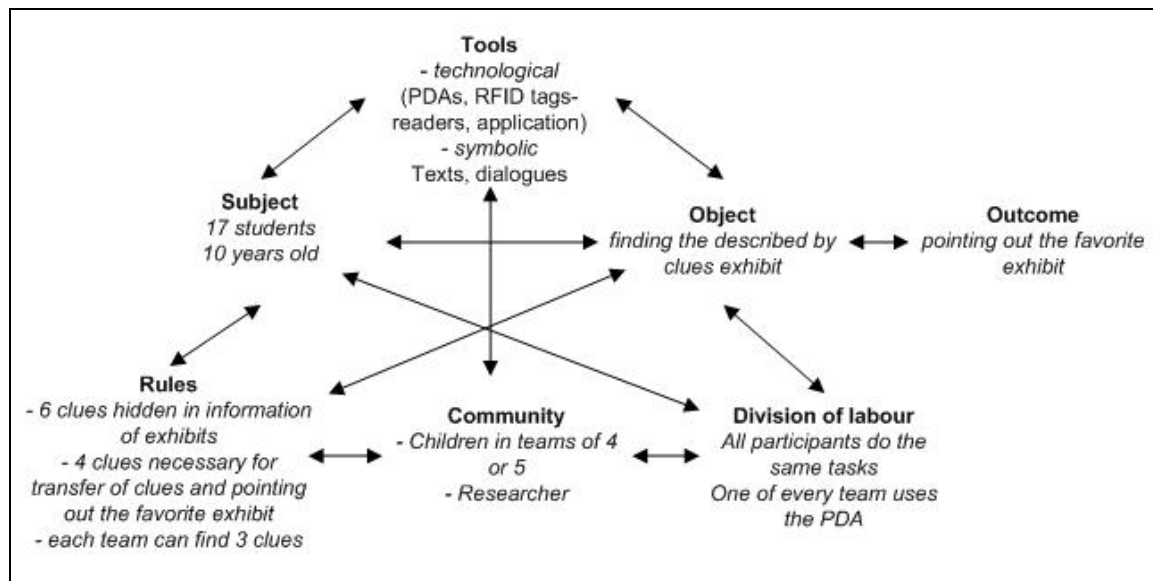 Tools
- technological
(PDAs, RFID tags-
readers, application)
- symbolic
Texts, dialogues
Subject
17 students
10 years old
Object
finding the described by
clues exhibit
Outcome
pointing out the favorite
exhibit
Rules
- 6 clues hidden in information
of exhibits
- 4 clues necessary for
transfer of clues and pointing
out the favorite exhibit
- each team can find 3 clues
Community
- Children in teams of 4
or 5
- Researcher
Division of labour
All participants do the
same tasks
One of every team uses
the PDA